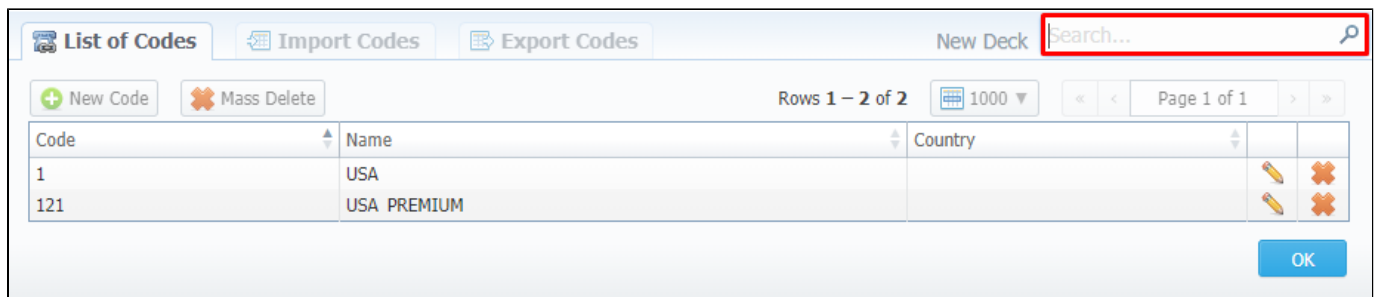 List of Codes Import Codes Export Codes New Deck Search...
New Code Mass Delete Rows 1 – 2 of 2 1000 « < Page 1 of 1 > »
Code Name Country
1 USA
121 USA PREMIUM
OK